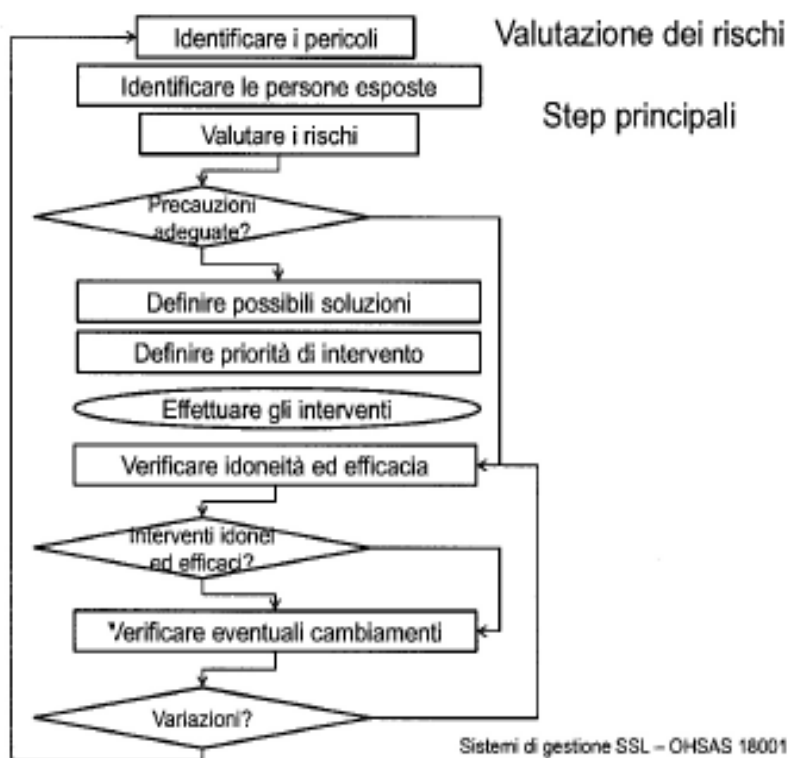 Valutazione dei rischi
Step principali
Identificare i pericoli
Identificare le persone esposte
Valutare i rischi
Precauzioni
adeguate?
Definire possibili soluzioni
Definire priorità di intervento
Effettuare gli interventi
Verificare idoneità ed efficacia
Interventi idonei
ed efficaci?
Verificare eventuali cambiamenti
Variazioni?
Sistemi di gestione SSL – OHSAS 18001